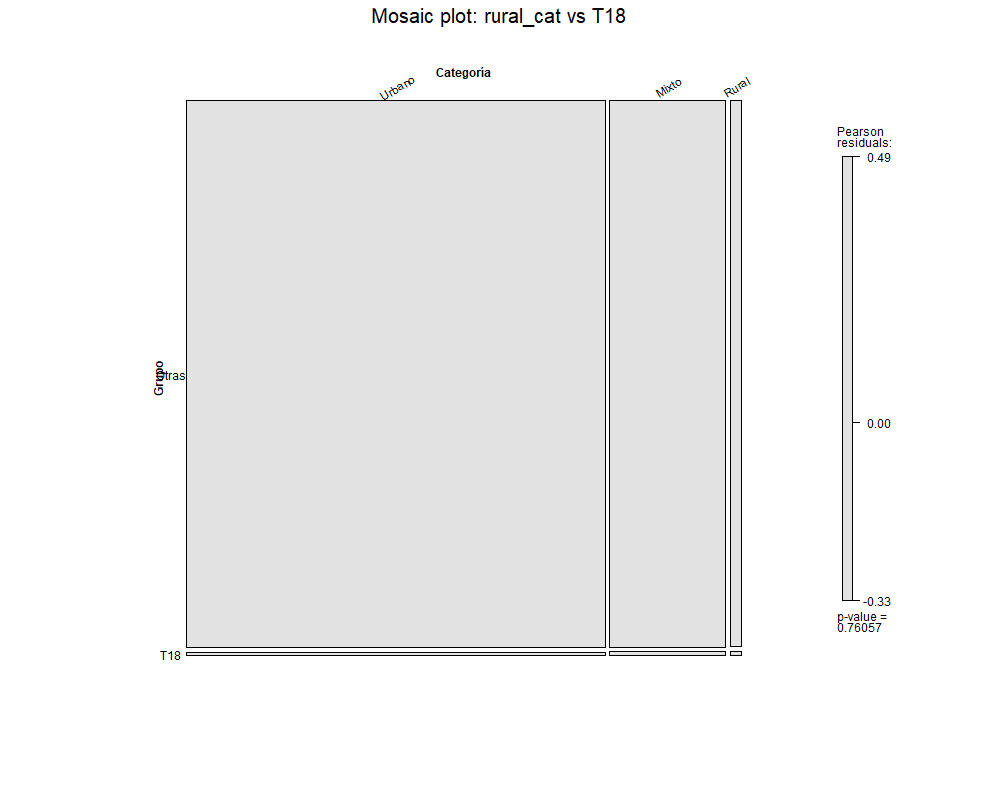 Mosaic plot: rural_cat vs T18
Categoría
Urbano
Mixto
Rural
Pearson
residuals:
0.49
0.00
-0.33
p-value =
0.76057
Grupo
Otras
T18